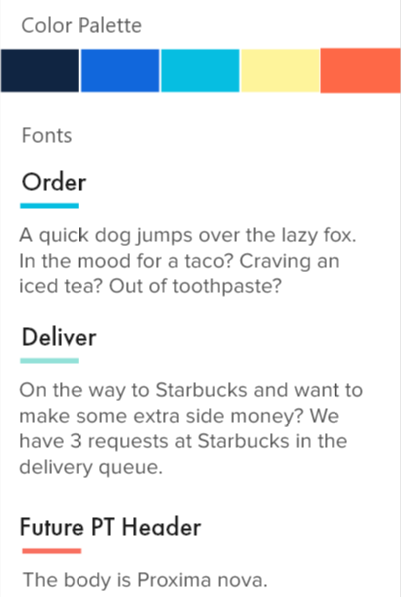 Color Palette
Fonts
Order
A quick dog jumps over the lazy fox.
In the mood for a taco? Craving an
iced tea? Out of toothpaste?
Deliver
On the way to Starbucks and want to
make some extra side money? We
have 3 requests at Starbucks in the
delivery queue.
Future PT Header
The body is Proxima nova.